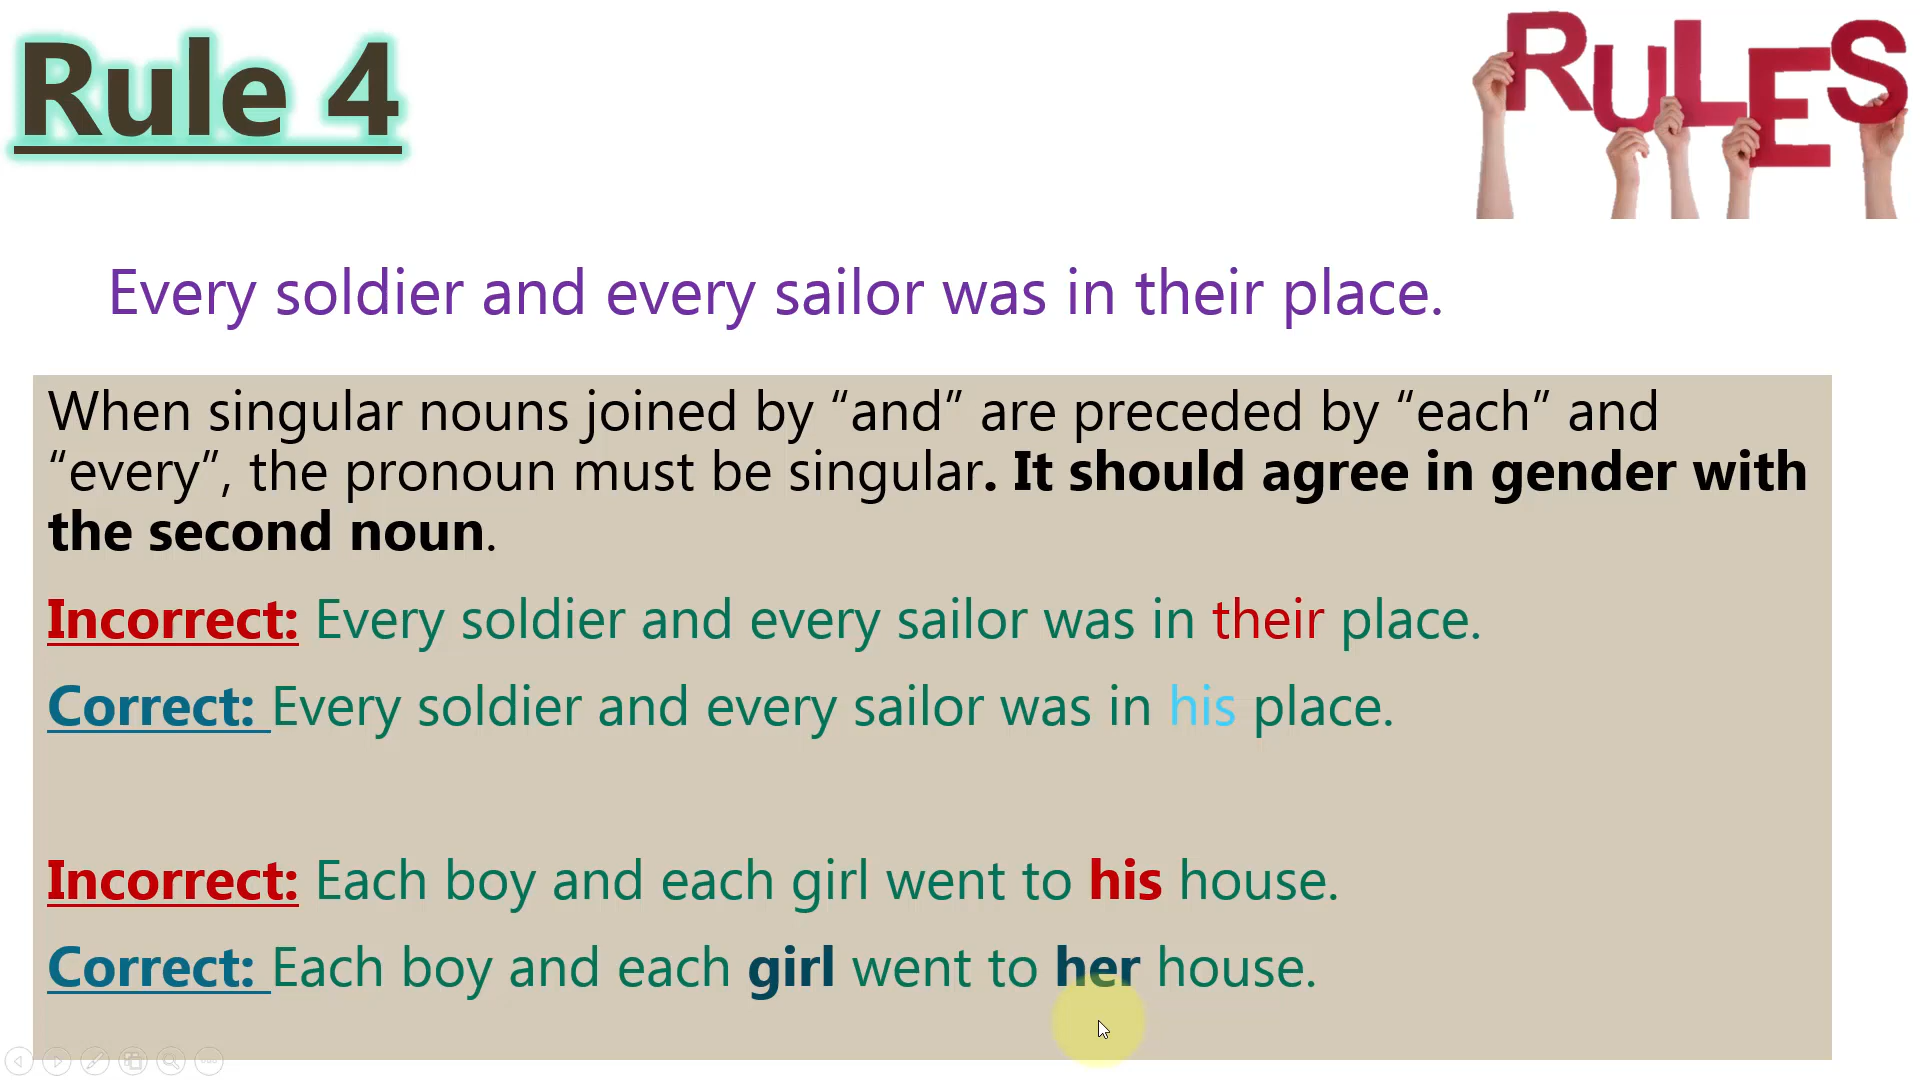 Rule 4
RULES
Every soldier and every sailor was in their place.
When singular nouns joined by “and” are preceded by “each” and
“every”, the pronoun must be singular. It should agree in gender with
the second noun.
Incorrect: Every soldier and every sailor was in their place.
Correct: Every soldier and every sailor was in his place.
Incorrect: Each boy and each girl went to his house.
Correct: Each boy and each girl went to her house.